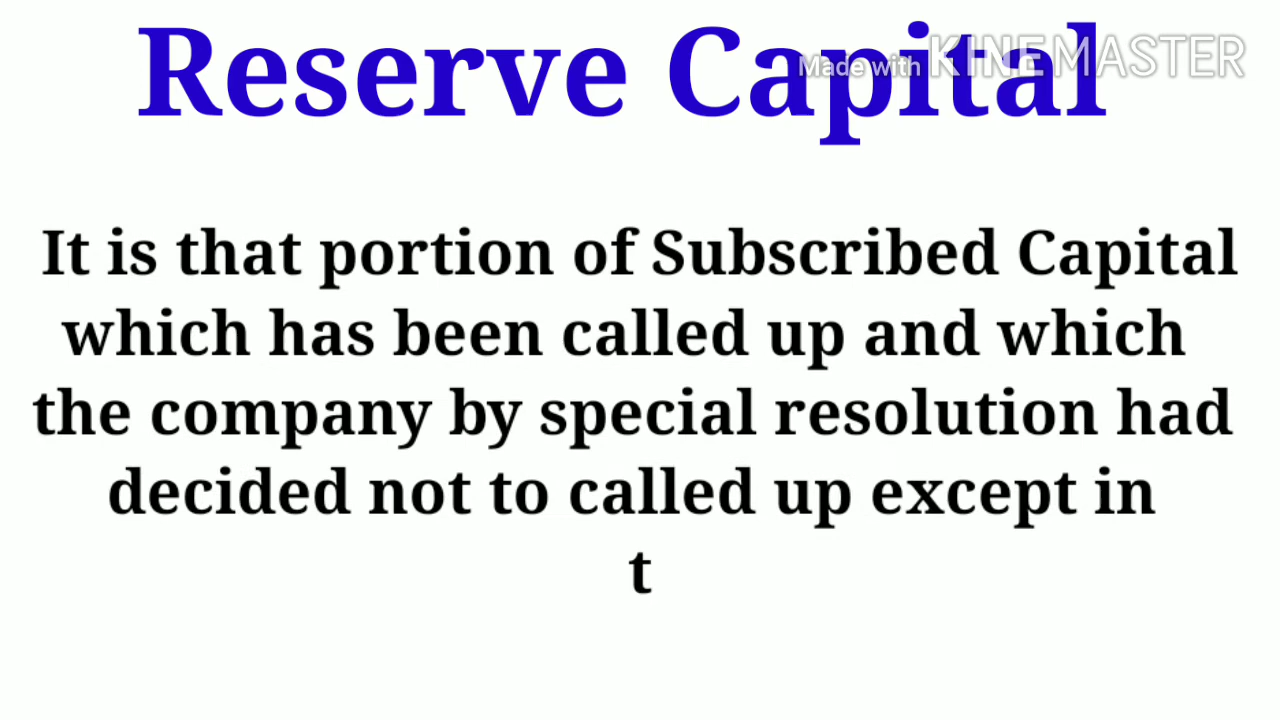 Reserve Capital
Made with KINEMASTER
It is that portion of Subscribed Capital
which has been called up and which
the company by special resolution had
decided not to called up except in
t